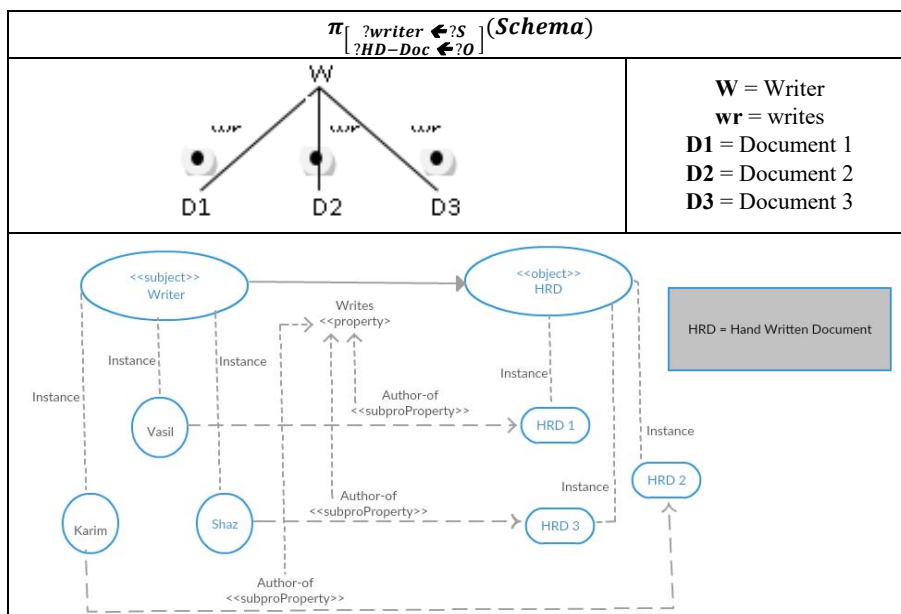 π[ ?writer ←?S ?HD−Doc ←?O ](Schema)
W
wr wr wr
D1 D2 D3
W = Writer
wr = writes
D1 = Document 1
D2 = Document 2
D3 = Document 3
<<subject>>
Writer
<<object>>
HRD
Writes
<<property>
HRD = Hand Written Document
Instance
Instance
Instance
Instance
Author-of
<<subproProperty>>
Vasil
HRD 1
Instance
HRD 2
Instance
Author-of
<<subproProperty>>
Karim
Shaz
HRD 3
Author-of
<<subproProperty>>